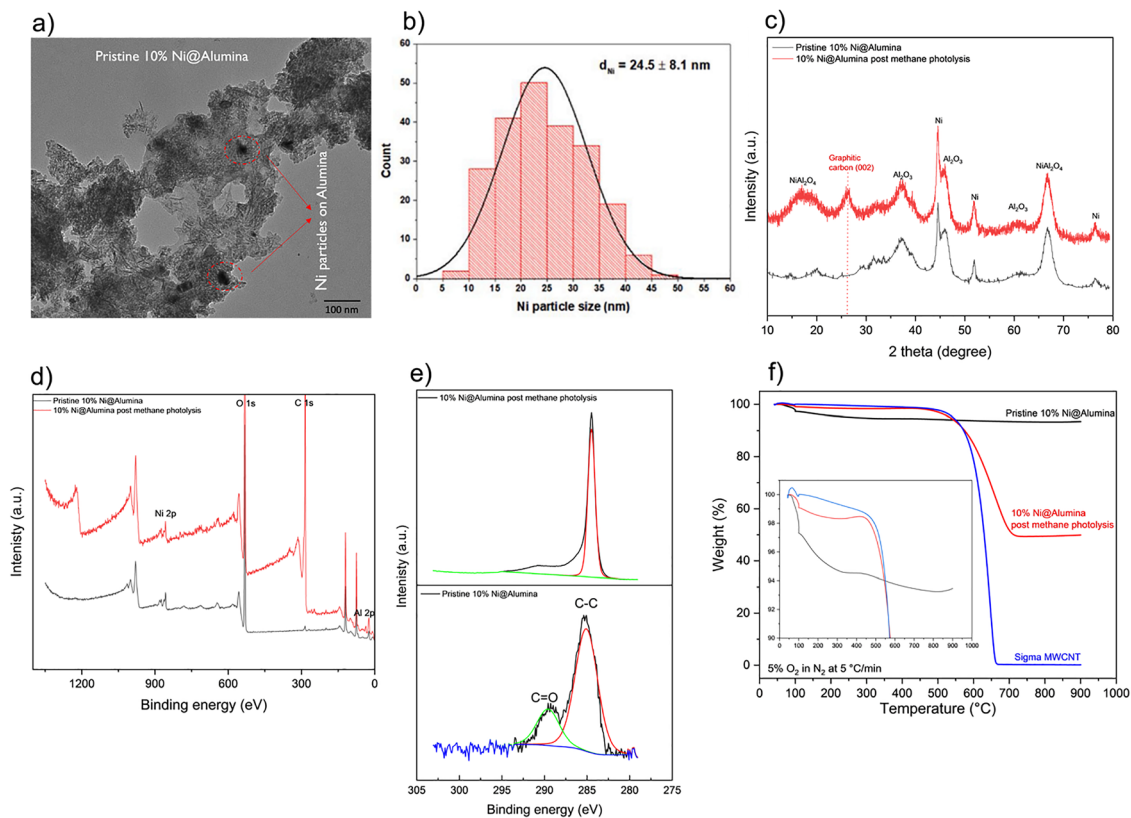 a)
Pristine 10% Ni@Alumina
Ni particles on Alumina
100 nm
b)
d_Ni = 24.5 ± 8.1 nm
60
50
40
30
20
10
0
Count
0 5 10 15 20 25 30 35 40 45 50 55 60
Ni particle size (nm)
c)
Pristine 10% Ni@Alumina
10% Ni@Alumina post methane photolysis
Intensity (a.u.)
Graphitic
carbon (002)
NiAl₂O₄
Al₂O₃
Ni
Al₂O₃
Ni
Al₂O₃
NiAl₂O₄
Ni
10 20 30 40 50 60 70 80
2 theta (degree)
d)
Pristine 10% Ni@Alumina
10% Ni@Alumina post methane photolysis
O 1s
C 1s
Ni 2p
Al 2p
Intenisty (a.u.)
1200 900 600 300 0
Binding energy (eV)
e)
10% Ni@Alumina post methane photolysis
Pristine 10% Ni@Alumina
C-C
C=O
Intenisty (a.u.)
305 300 295 290 285 280 275
Binding energy (eV)
f)
100
80
60
40
20
0
Weight (%)
Pristine 10% Ni@Alumina
10% Ni@Alumina
post methane photolysis
Sigma MWCNT
100
98
96
94
92
90
0 100 200 300 400 500 600 700 800 900 1000
5% O₂ in N₂ at 5 °C/min
0 100 200 300 400 500 600 700 800 900 1000
Temperature (°C)